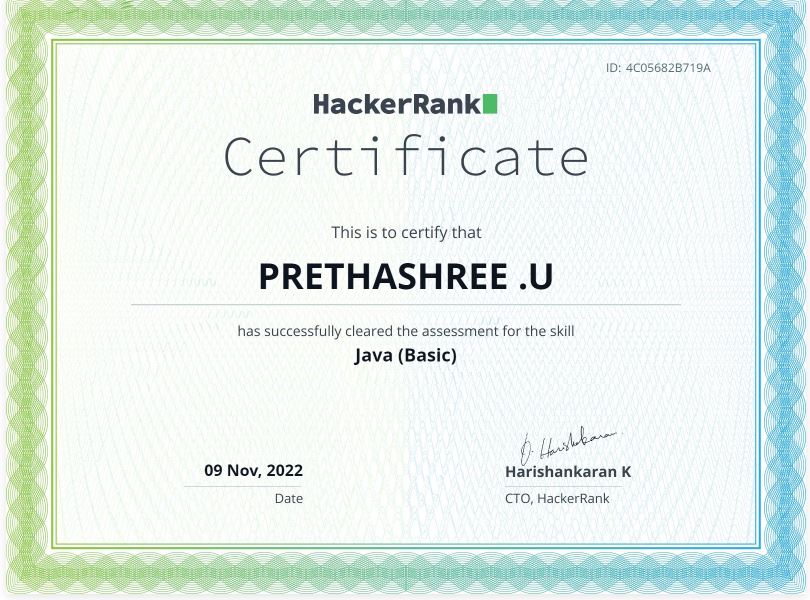 ID: 4C05682B719A
HackerRank
Certificate
This is to certify that
PRETHASHREE .U
has successfully cleared the assessment for the skill
Java (Basic)
09 Nov, 2022
Date
Harishankaran K
CTO, HackerRank